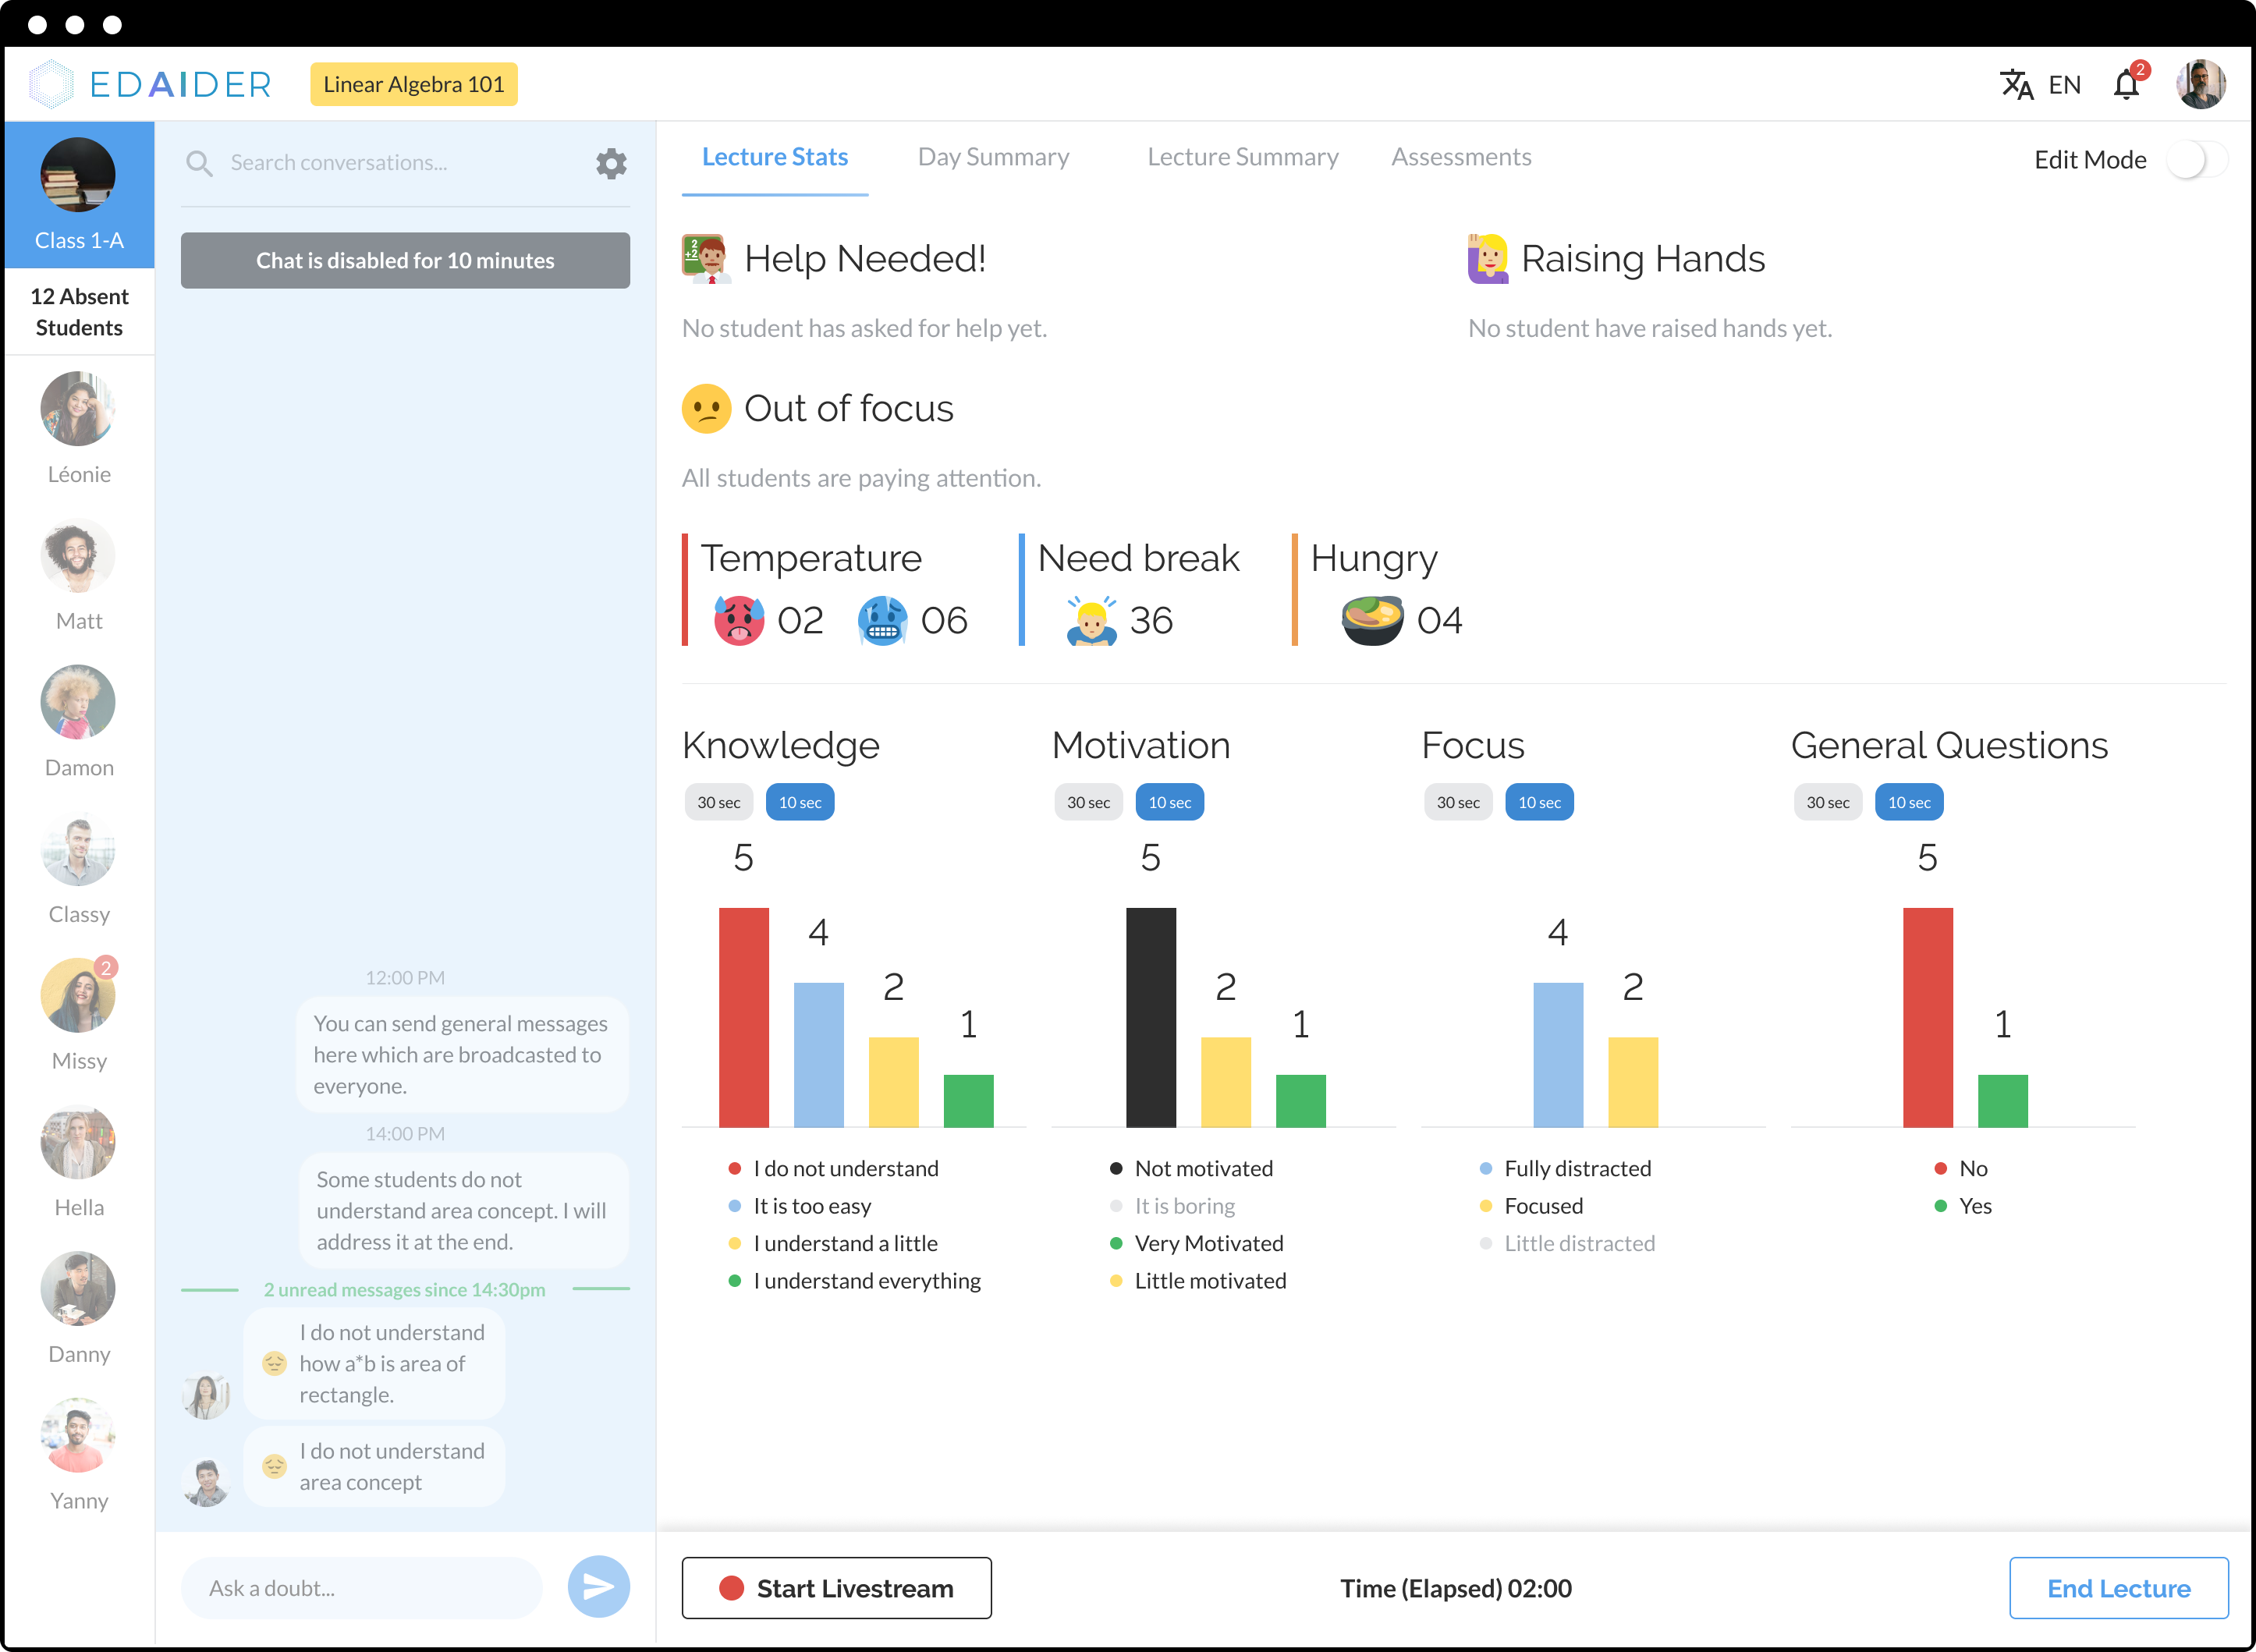 EDAIDER
Linear Algebra 101
EN
2
Class 1-A
12 Absent
Students
Léonie
Matt
Damon
Classy
2
Missy
Hella
Danny
Yanny
Search conversations...
Chat is disabled for 10 minutes
12:00 PM
You can send general messages
here which are broadcasted to
everyone.
14:00 PM
Some students do not
understand area concept. I will
address it at the end.
2 unread messages since 14:30pm
I do not understand
how a*b is area of
rectangle.
I do not understand
area concept
Ask a doubt...
Lecture Stats
Day Summary
Lecture Summary
Assessments
Edit Mode
2
+2
Help Needed!
No student has asked for help yet.
Raising Hands
No student have raised hands yet.
Out of focus
All students are paying attention.
Temperature
02
06
Need break
36
Hungry
04
Knowledge
30 sec
10 sec
5
4
2
1
I do not understand
It is too easy
I understand a little
I understand everything
Motivation
30 sec
10 sec
5
2
1
Not motivated
It is boring
Very Motivated
Little motivated
Focus
30 sec
10 sec
4
2
Fully distracted
Focused
Little distracted
General Questions
30 sec
10 sec
5
1
No
Yes
Start Livestream
Time (Elapsed) 02:00
End Lecture